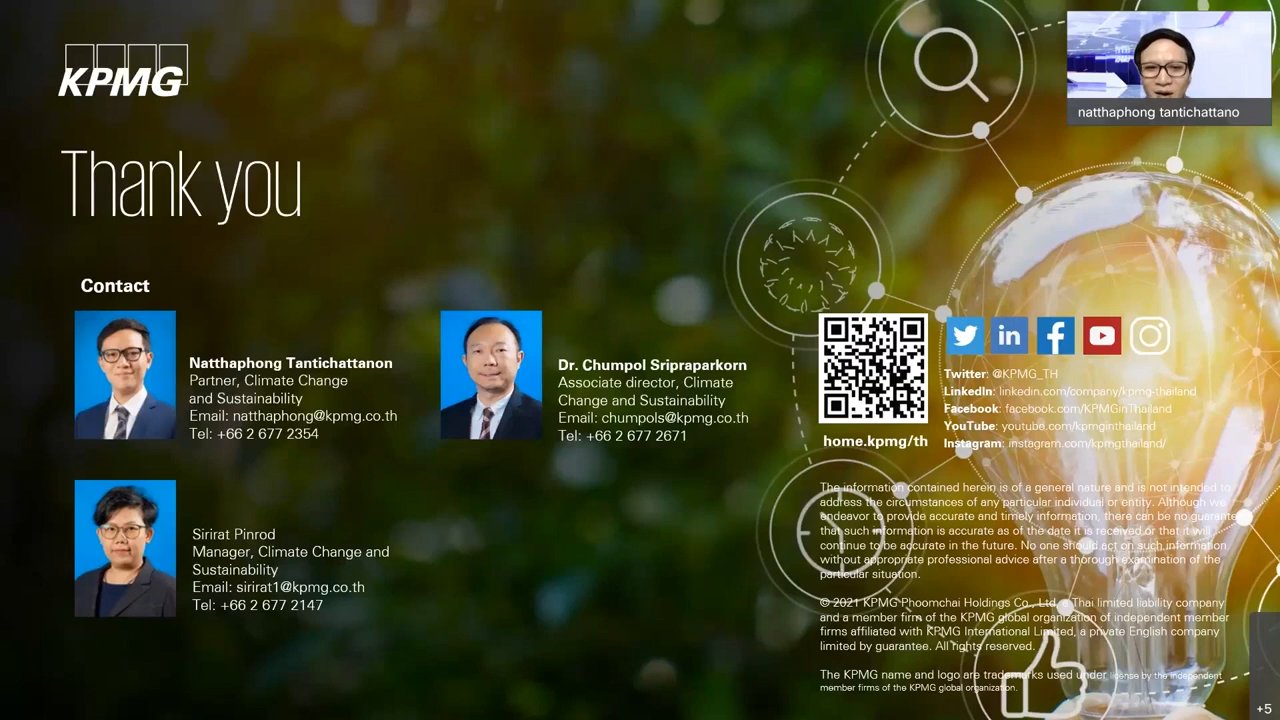 KPMG
natthaphong tantichattano
Thank you
Contact
Natthaphong Tantichattanon
Partner, Climate Change
and Sustainability
Email: natthaphong@kpmg.co.th
Tel: +66 2 677 2354
Dr. Chumpol Sripraparkorn
Associate director, Climate
Change and Sustainability
Email: chumpols@kpmg.co.th
Tel: +66 2 677 2671
Sirirat Pinrod
Manager, Climate Change and
Sustainability
Email: sirirat1@kpmg.co.th
Tel: +66 2 677 2147
home.kpmg/th
Twitter: @KPMG_TH
LinkedIn: linkedin.com/company/kpmg-thailand
Facebook: facebook.com/KPMGinThailand
YouTube: youtube.com/kpmginthailand
Instagram: instagram.com/kpmgthailand/
The information contained herein is of a general nature and is not intended to
address the circumstances of any particular individual or entity. Although we
endeavor to provide accurate and timely information, there can be no guarantee
that such information is accurate as of the date it is received or that it will
continue to be accurate in the future. No one should act on such information
without appropriate professional advice after a thorough examination of the
particular situation.
© 2021 KPMG Phoomchai Holdings Co., Ltd. a Thai limited liability company
and a member firm of the KPMG global organization of independent member
firms affiliated with KPMG International Limited, a private English company
limited by guarantee. All rights reserved.
The KPMG name and logo are trademarks used under license by the independent
member firms of the KPMG global organization.
+5